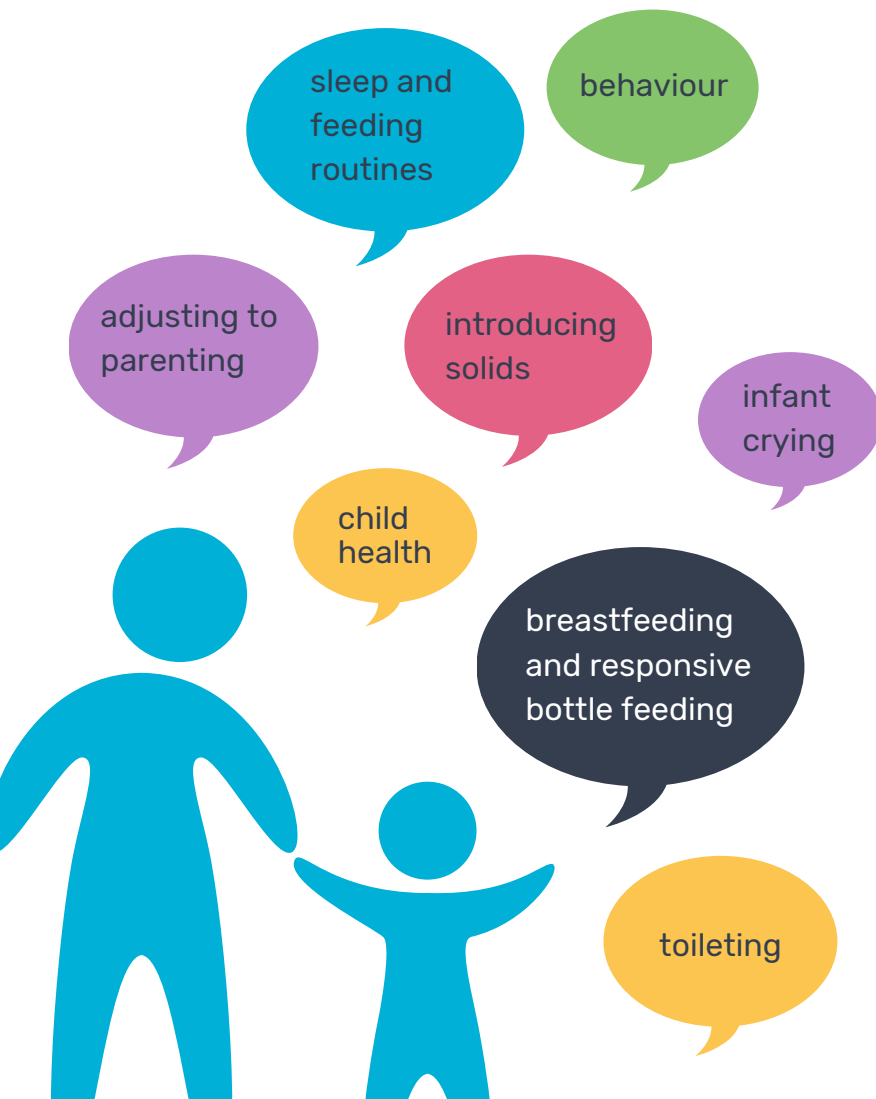 sleep and
feeding
routines
behaviour
adjusting to
parenting
introducing
solids
infant
crying
child
health
breastfeeding
and responsive
bottle feeding
toileting